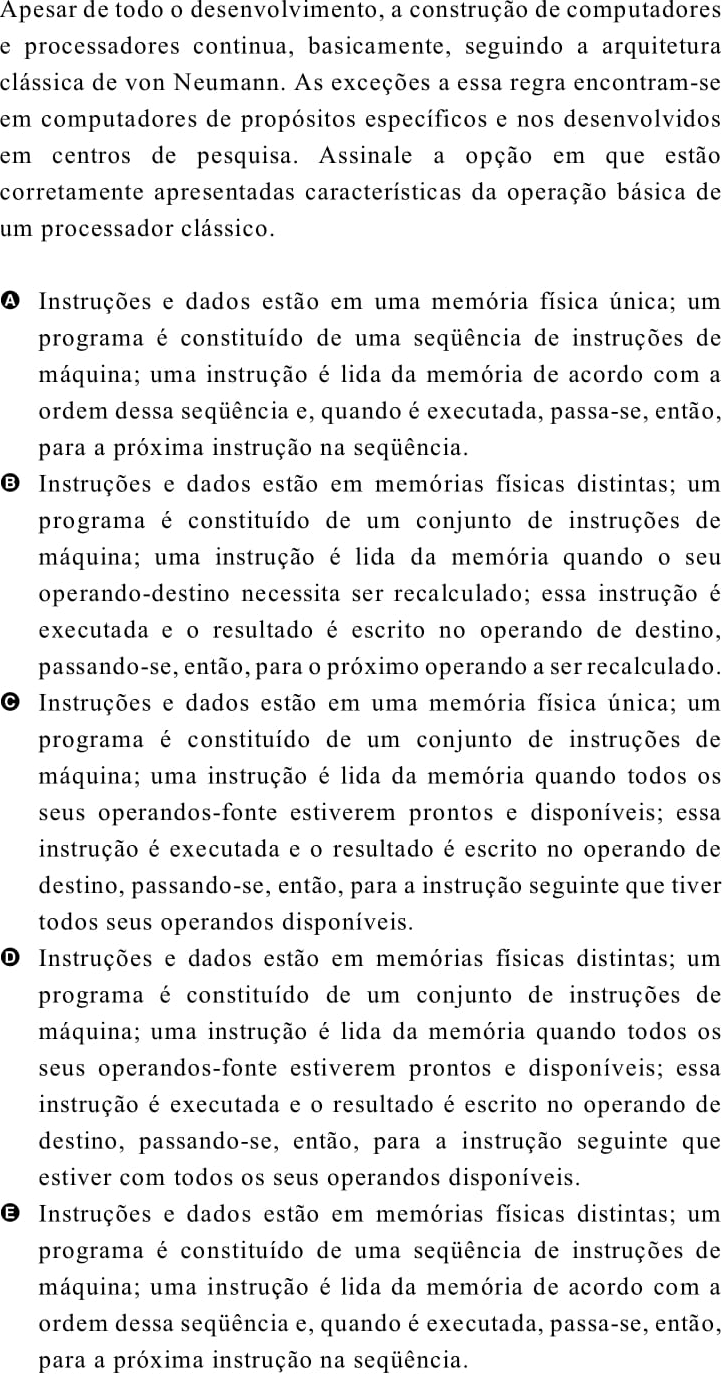 Apesar de todo o desenvolvimento, a construção de computadores
e processadores continua, basicamente, seguindo a arquitetura
clássica de von Neumann. As exceções a essa regra encontram-se
em computadores de propósitos específicos e nos desenvolvidos
em centros de pesquisa. Assinale a opção em que estão
corretamente apresentadas características da operação básica de
um processador clássico.
A Instruções e dados estão em uma memória física única; um
programa é constituído de uma seqüência de instruções de
máquina; uma instrução é lida da memória de acordo com a
ordem dessa seqüência e, quando é executada, passa-se, então,
para a próxima instrução na seqüência.
B Instruções e dados estão em memórias físicas distintas; um
programa é constituído de um conjunto de instruções de
máquina; uma instrução é lida da memória quando o seu
operando-destino necessita ser recalculado; essa instrução é
executada e o resultado é escrito no operando de destino,
passando-se, então, para o próximo operando a ser recalculado.
C Instruções e dados estão em uma memória física única; um
programa é constituído de um conjunto de instruções de
máquina; uma instrução é lida da memória quando todos os
seus operandos-fonte estiverem prontos e disponíveis; essa
instrução é executada e o resultado é escrito no operando de
destino, passando-se, então, para a instrução seguinte que tiver
todos seus operandos disponíveis.
D Instruções e dados estão em memórias físicas distintas; um
programa é constituído de um conjunto de instruções de
máquina; uma instrução é lida da memória quando todos os
seus operandos-fonte estiverem prontos e disponíveis; essa
instrução é executada e o resultado é escrito no operando de
destino, passando-se, então, para a instrução seguinte que
estiver com todos os seus operandos disponíveis.
E Instruções e dados estão em memórias físicas distintas; um
programa é constituído de uma seqüência de instruções de
máquina; uma instrução é lida da memória de acordo com a
ordem dessa seqüência e, quando é executada, passa-se, então,
para a próxima instrução na seqüência.